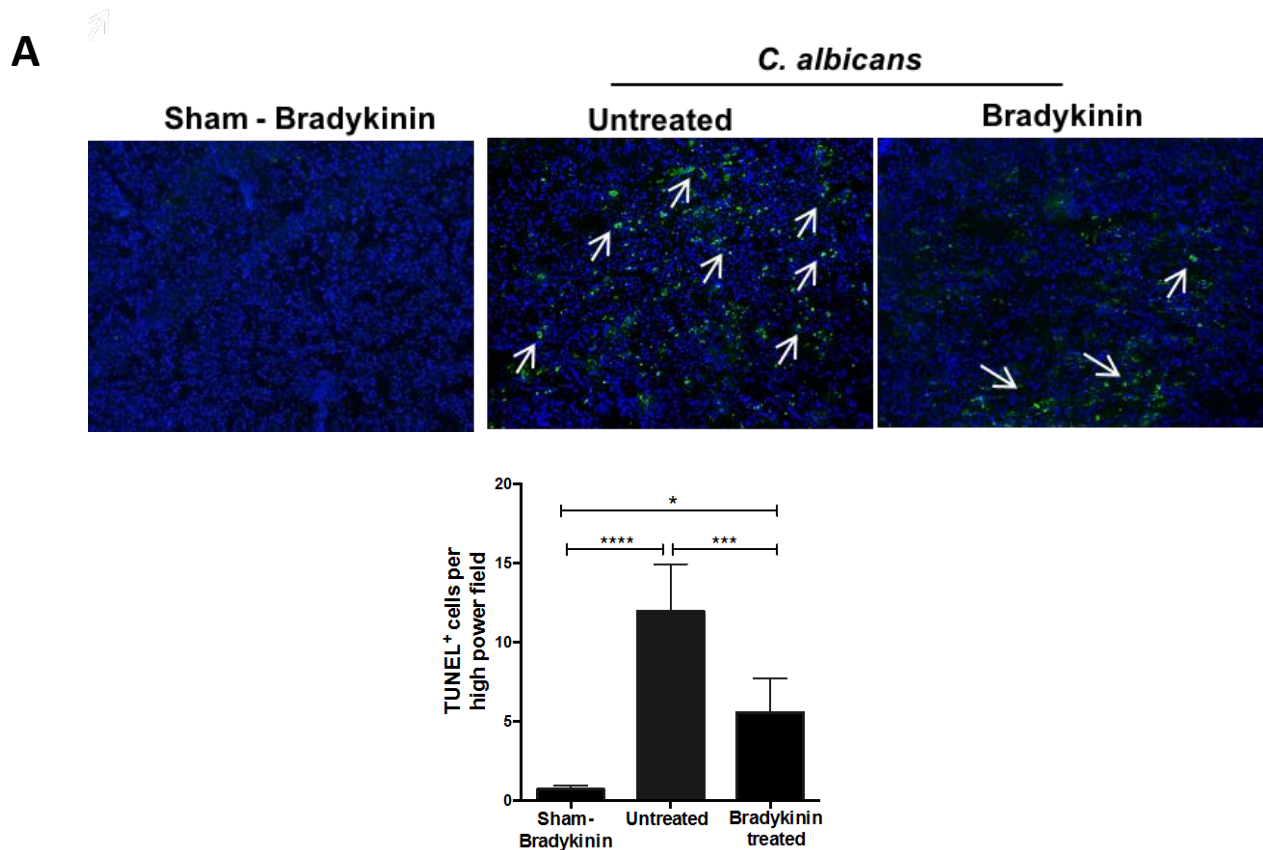 A
C. albicans
Sham - Bradykinin
Untreated
Bradykinin
20
15
10
5
0
TUNEL+ cells per
high power field
*
****
***
Sham-
Bradykinin
Untreated
Bradykinin
treated